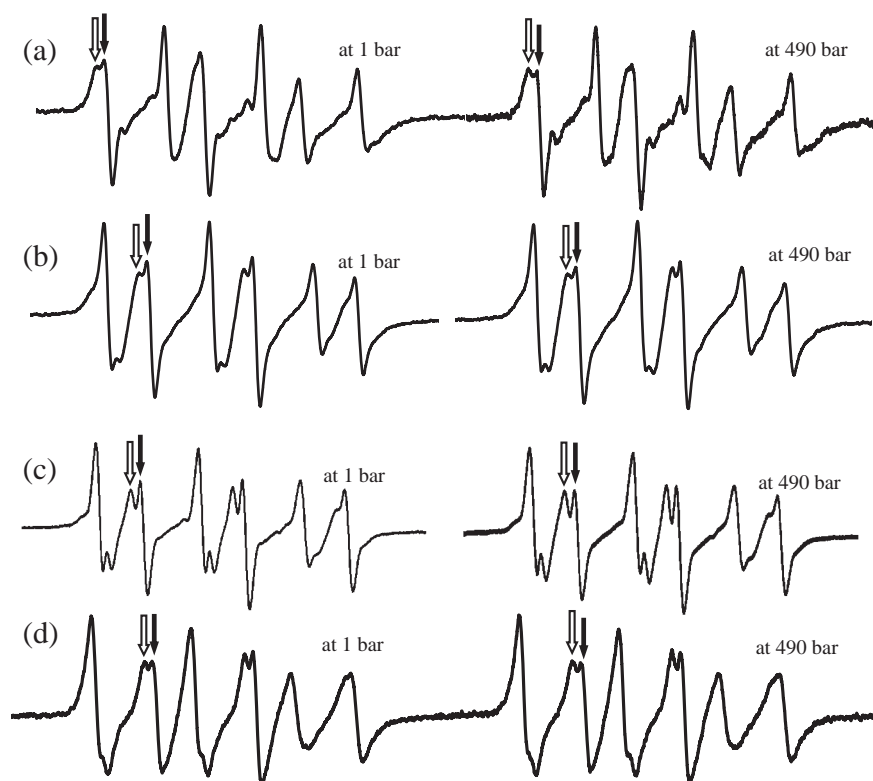 (a) at 1 bar at 490 bar
(b) at 1 bar at 490 bar
(c) at 1 bar at 490 bar
(d) at 1 bar at 490 bar